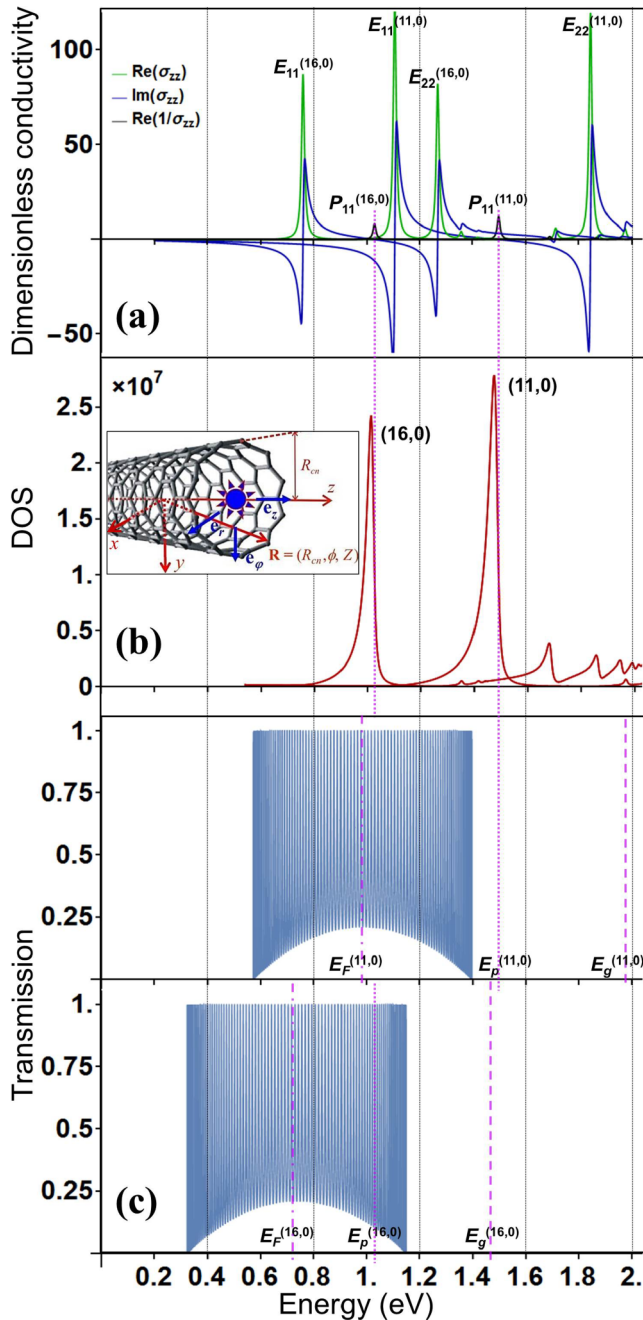 Dimensionless conductivity
100
50
0
−50
E11(16,0)
E11(11,0)
E22(16,0)
E22(11,0)
Re(σzz)
Im(σzz)
Re(1/σzz)
P11(16,0)
P11(11,0)
(a)
DOS
×10^7
2.5
2.
1.5
1.
0.5
0
(16,0)
(11,0)
Rcn
z
ez
er
x
y
eφ
R = (Rcn, ϕ, Z)
(b)
Transmission
1.
0.75
0.5
0.25
EF(11,0)
Ep(11,0)
Eg(11,0)
1.
0.75
0.5
0.25
(c)
EF(16,0)
Ep(16,0)
Eg(16,0)
0.2 0.4 0.6 0.8 1.0 1.2 1.4 1.6 1.8 2.
Energy (eV)